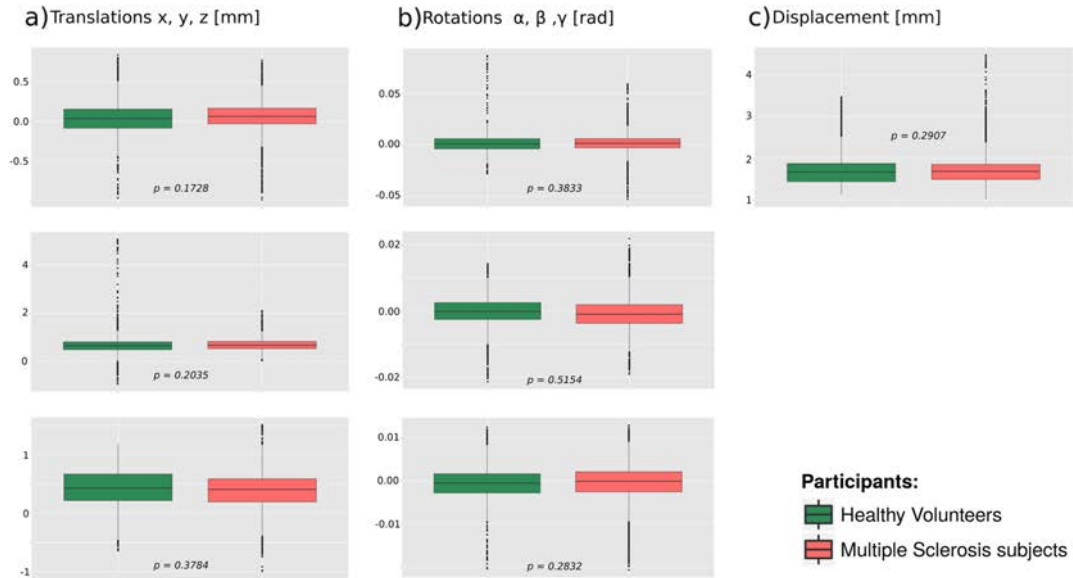 a) Translations x, y, z [mm]
b) Rotations α, β ,γ [rad]
c) Displacement [mm]
0.5
0.0
-0.5
p = 0.1728
0.05
0.00
-0.05
p = 0.3833
4
3
2
1
p = 0.2907
4
2
0
p = 0.2035
0.02
0.00
-0.02
p = 0.5154
1
0
-1
p = 0.3784
0.01
0.00
-0.01
p = 0.2832
Participants:
Healthy Volunteers
Multiple Sclerosis subjects